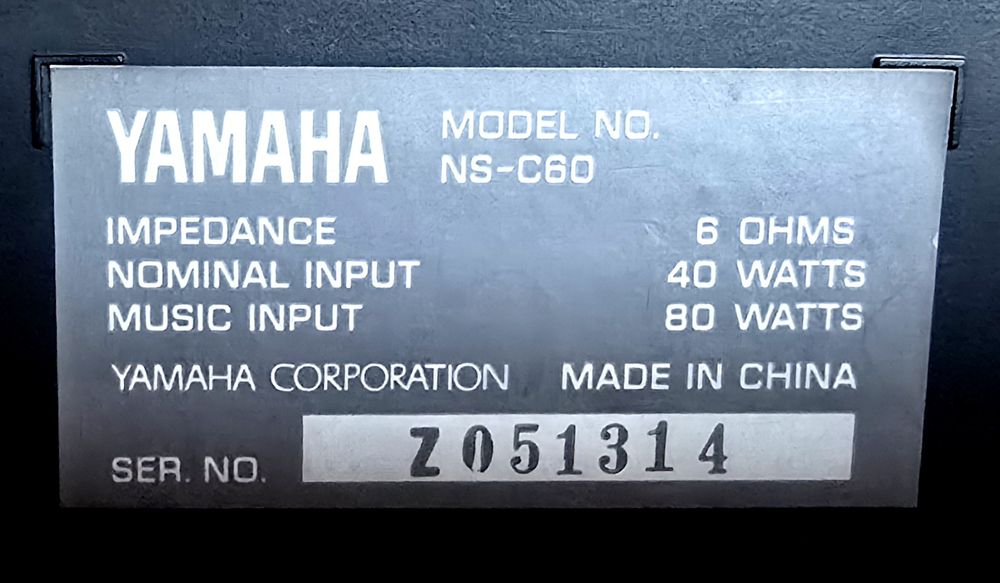 YAMAHA MODEL NO.
NS-C60
IMPEDANCE 6 OHMS
NOMINAL INPUT 40 WATTS
MUSIC INPUT 80 WATTS
YAMAHA CORPORATION MADE IN CHINA
SER. NO. Z051314